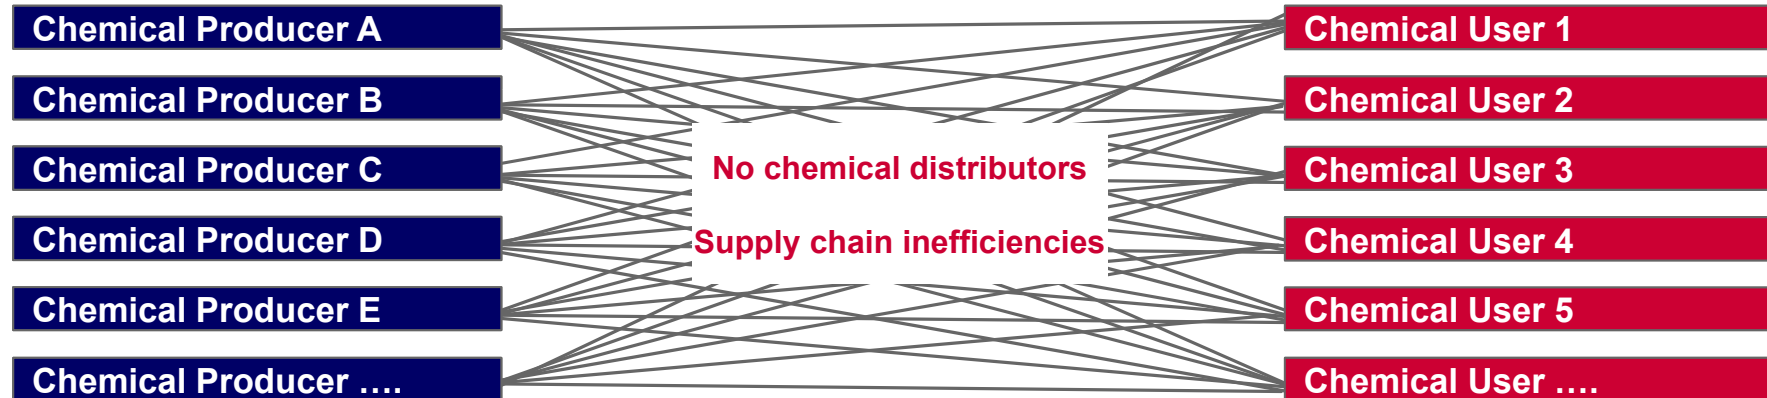 Chemical Producer A
Chemical Producer B
Chemical Producer C
Chemical Producer D
Chemical Producer E
Chemical Producer ….
No chemical distributors
Supply chain inefficiencies
Chemical User 1
Chemical User 2
Chemical User 3
Chemical User 4
Chemical User 5
Chemical User ….